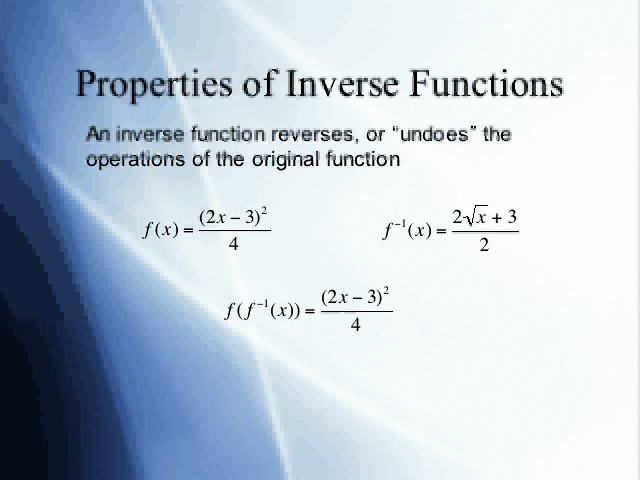 Properties of Inverse Functions
An inverse function reverses, or “undoes” the
operations of the original function
f(x) = (2x − 3)² / 4
f⁻¹(x) = (2√x + 3) / 2
f(f⁻¹(x)) = (2x − 3)² / 4